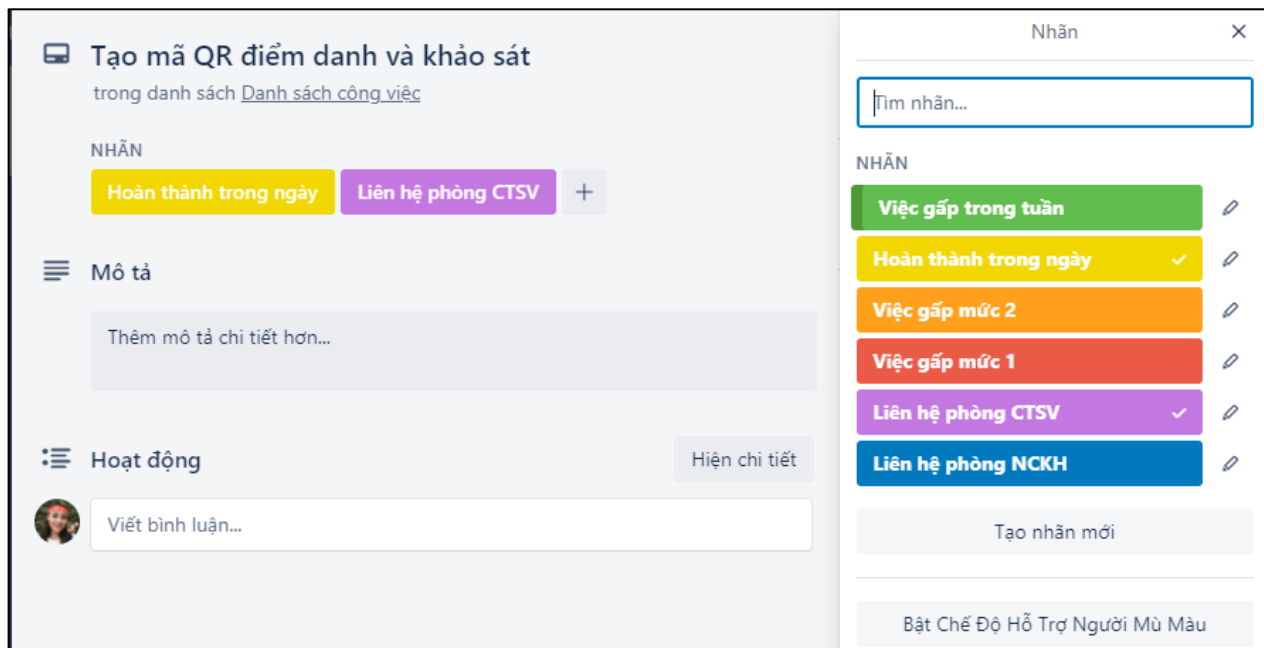 Tạo mã QR điểm danh và khảo sát
trong danh sách Danh sách công việc
NHÃN
Hoàn thành trong ngày
Liên hệ phòng CTSV
+
Mô tả
Thêm mô tả chi tiết hơn...
Hoạt động
Hiện chi tiết
Viết bình luận...
Nhãn
Tìm nhãn...
NHÃN
Việc gấp trong tuần
Hoàn thành trong ngày
Việc gấp mức 2
Việc gấp mức 1
Liên hệ phòng CTSV
Liên hệ phòng NCKH
Tạo nhãn mới
Bật Chế Độ Hỗ Trợ Người Mù Màu